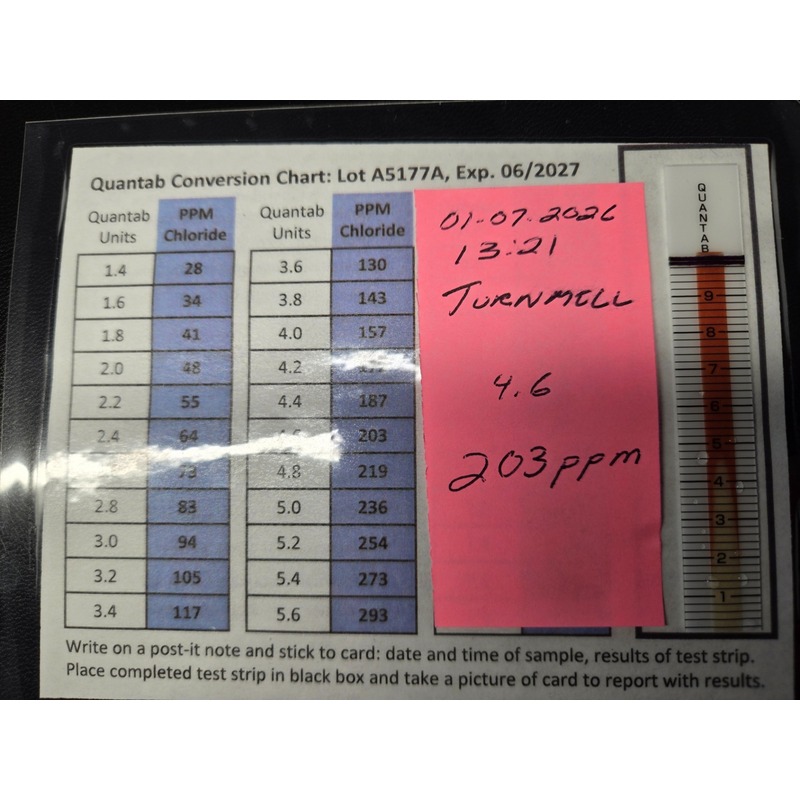 Quantab Conversion Chart: Lot A5177A, Exp. 06/2027
Quantab Units PPM Chloride Quantab Units PPM Chloride
1.4 28 3.6 130
1.6 34 3.8 143
1.8 41 4.0 157
2.0 48 4.2
2.2 55 4.4 187
2.4 64 203
73 4.8 219
2.8 83 5.0 236
3.0 94 5.2 254
3.2 105 5.4 273
3.4 117 5.6 293
01-07-2026
13:21
TURNMILL
4.6
203 ppm
QUANTAB
9
8
7
6
5
4
3
2
1
Write on a post-it note and stick to card: date and time of sample, results of test strip.
Place completed test strip in black box and take a picture of card to report with results.